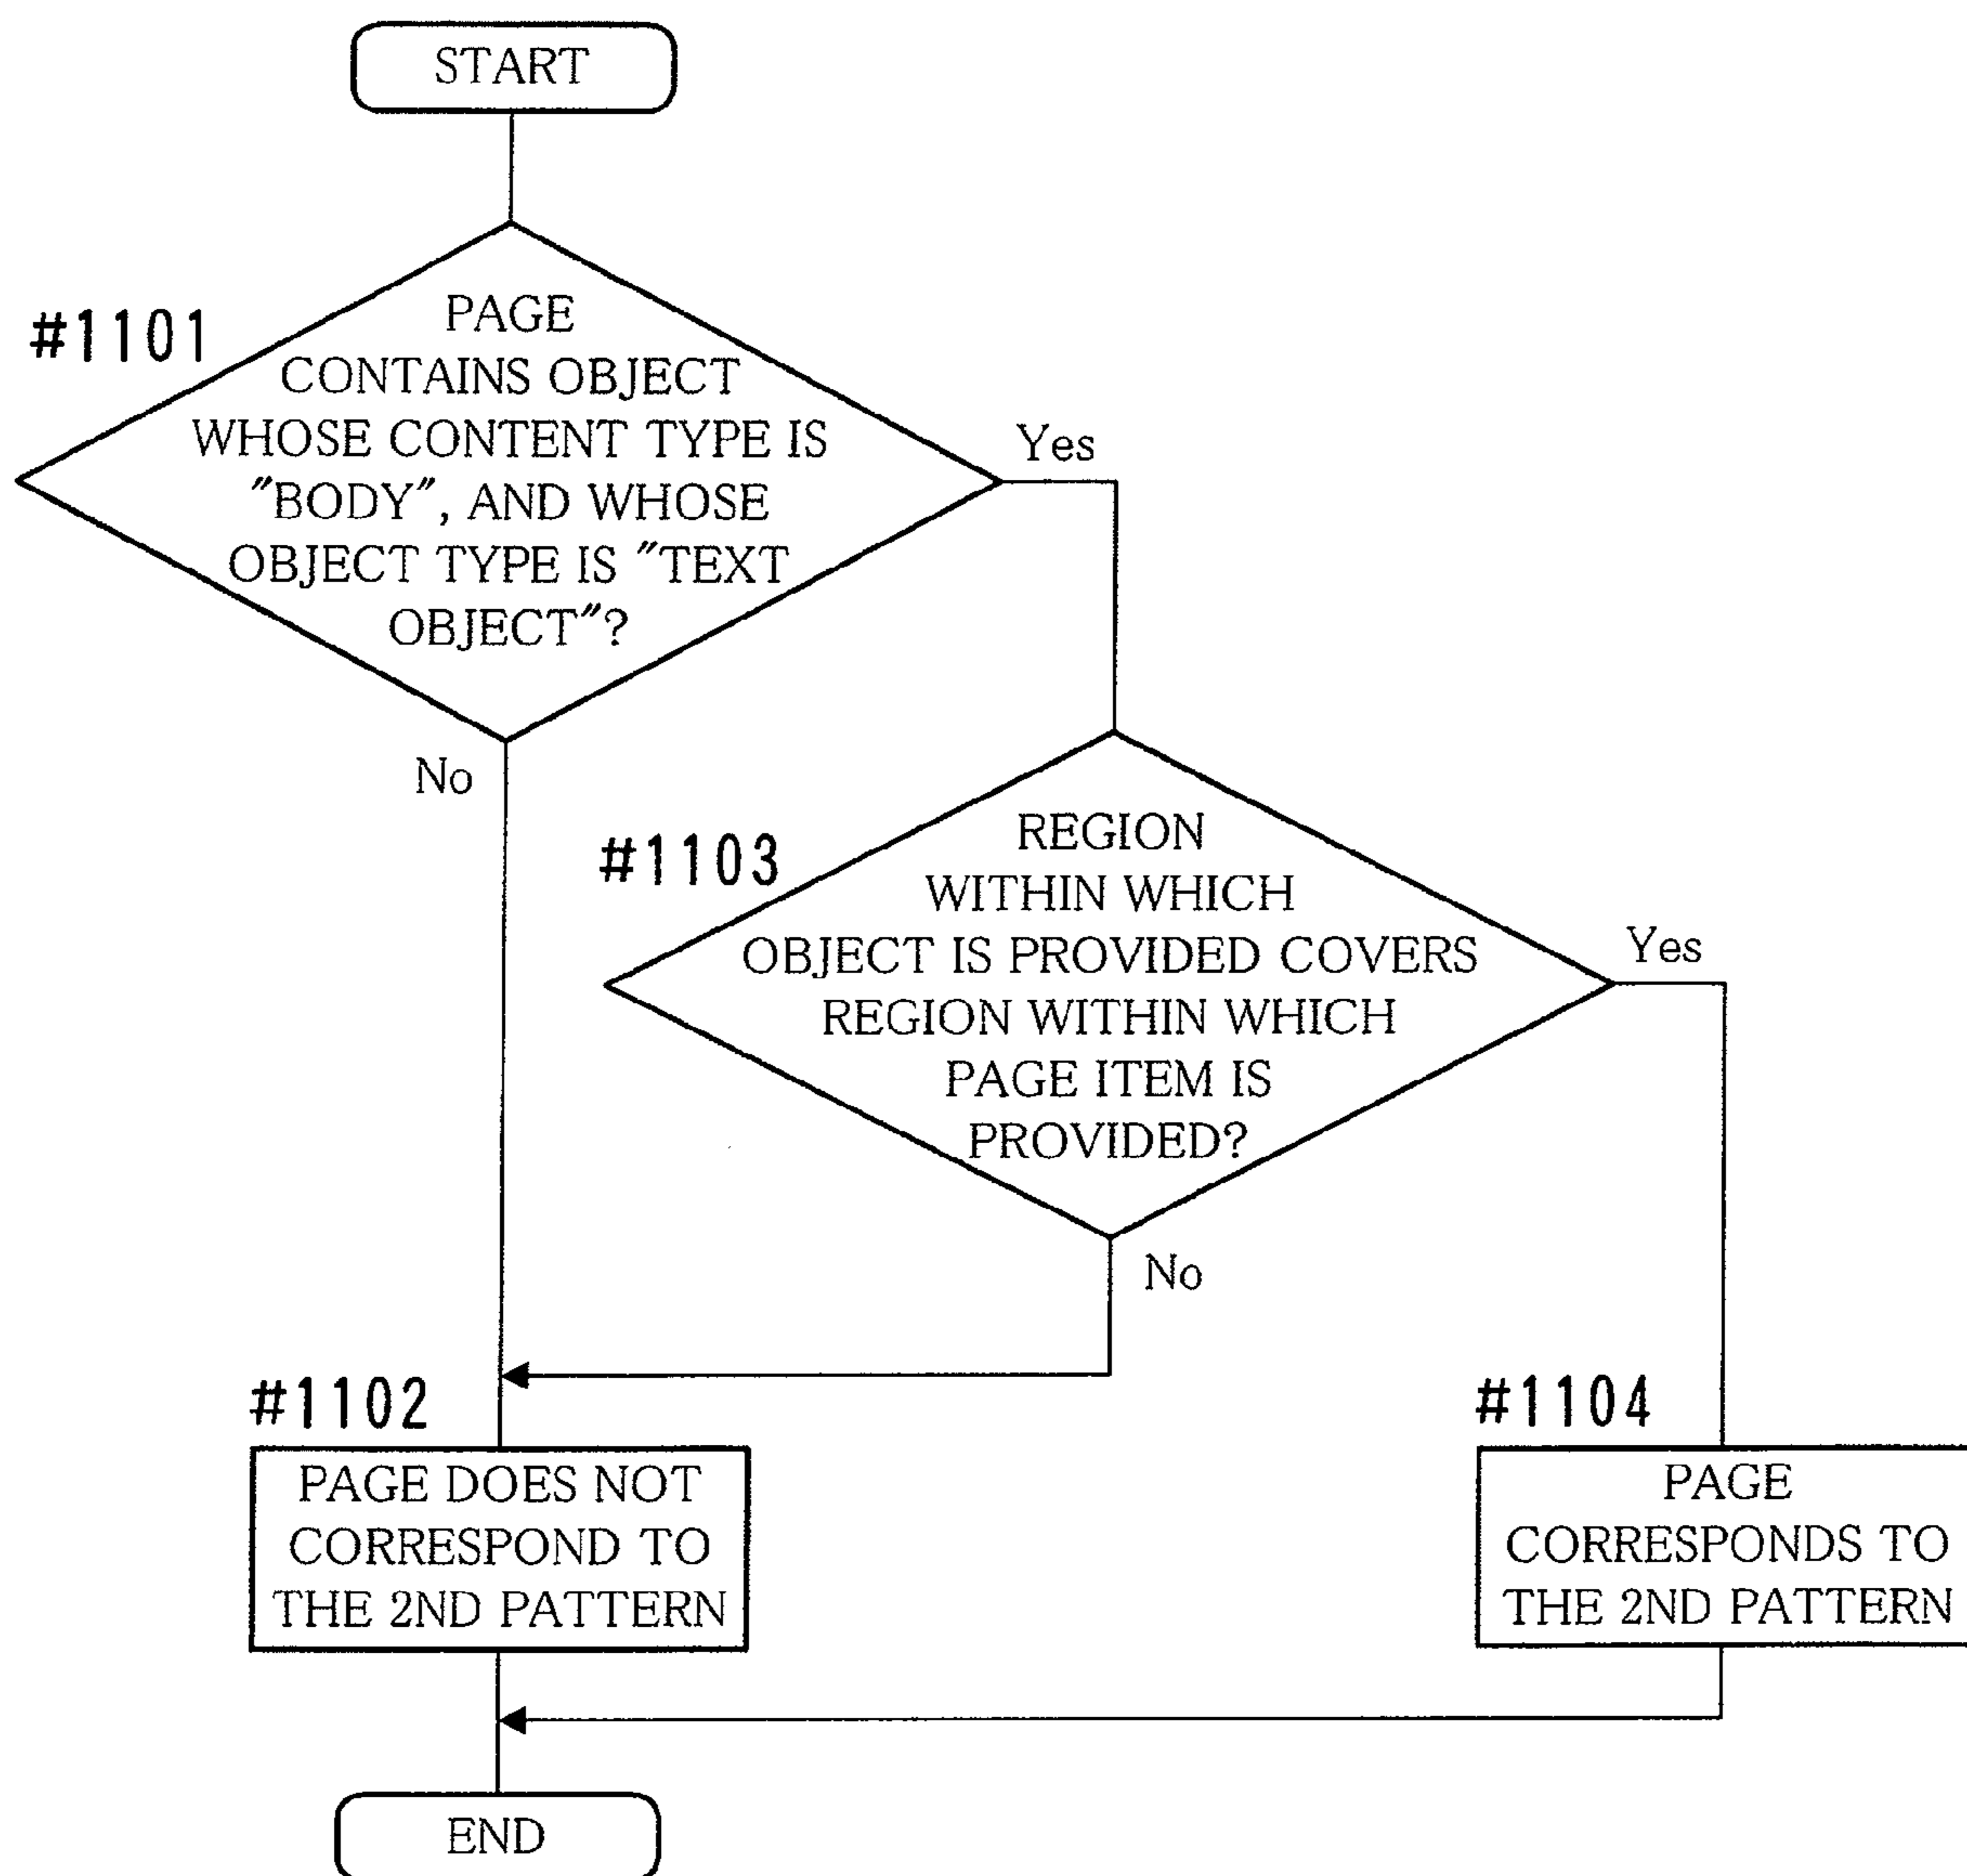 START
#1101
PAGE
CONTAINS OBJECT
WHOSE CONTENT TYPE IS
"BODY", AND WHOSE
OBJECT TYPE IS "TEXT
OBJECT"?
Yes
No
#1103
REGION
WITHIN WHICH
OBJECT IS PROVIDED COVERS
REGION WITHIN WHICH
PAGE ITEM IS
PROVIDED?
Yes
No
#1102
PAGE DOES NOT
CORRESPOND TO
THE 2ND PATTERN
#1104
PAGE
CORRESPONDS TO
THE 2ND PATTERN
END